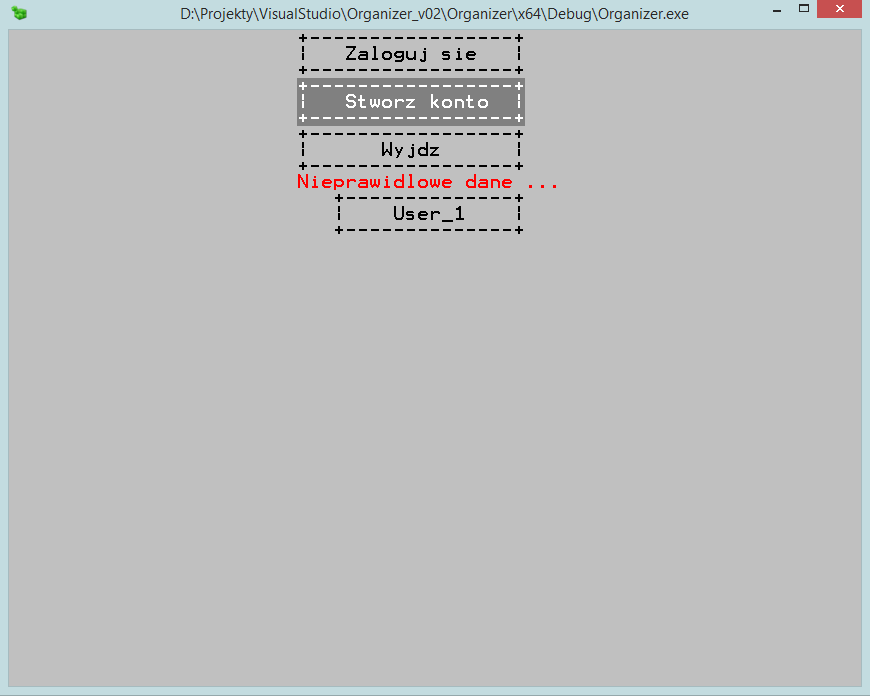 D:\Projekty\VisualStudio\Organizer_v02\Organizer\x64\Debug\Organizer.exe
Zaloguj sie
Stworz konto
Wyjdz
Nieprawidlowe dane ...
User_1